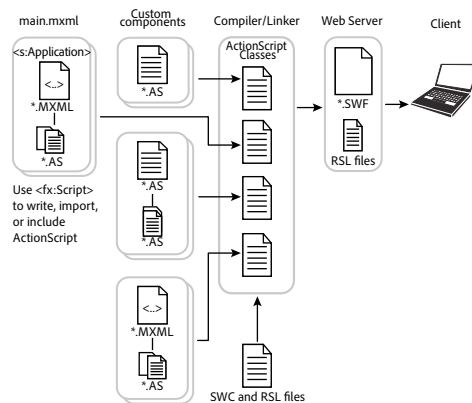 main.mxml
<s:Application>
<..>
*.MXML
*.AS
Use <fx:Script>
to write, import,
or include
ActionScript
Custom
components
*.AS
*.AS
*.AS
<..>
*.MXML
*.AS
Compiler/Linker
ActionScript
Classes
SWC and RSL files
Web Server
*.SWF
RSL files
Client